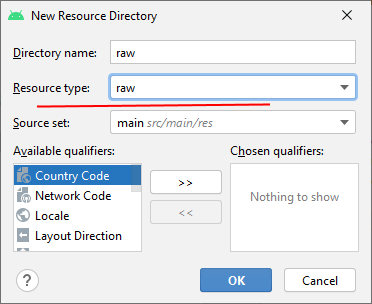 New Resource Directory
Directory name: raw
Resource type: raw
Source set: main src/main/res
Available qualifiers: Chosen qualifiers:
Country Code
Network Code
Locale
Layout Direction
>>
<<
Nothing to show
? OK Cancel